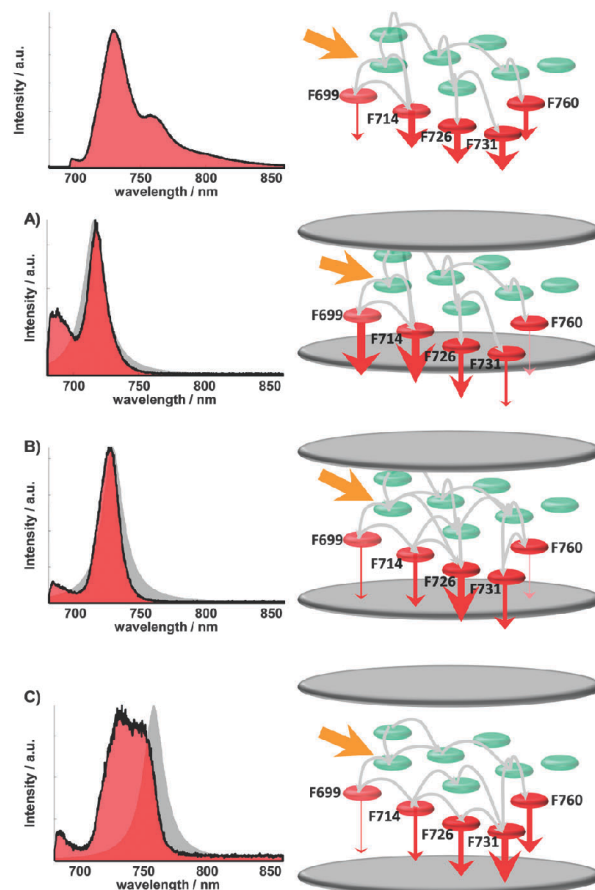 Intensity / a.u.
700 750 800 850
wavelength / nm
F699
F714
F726
F731
F760
A)
Intensity / a.u.
700 750 800 850
wavelength / nm
F699
F714
F726
F731
F760
B)
Intensity / a.u.
700 750 800 850
wavelength / nm
F699
F714
F726
F731
F760
C)
Intensity / a.u.
700 750 800 850
wavelength / nm
F699
F714
F726
F731
F760